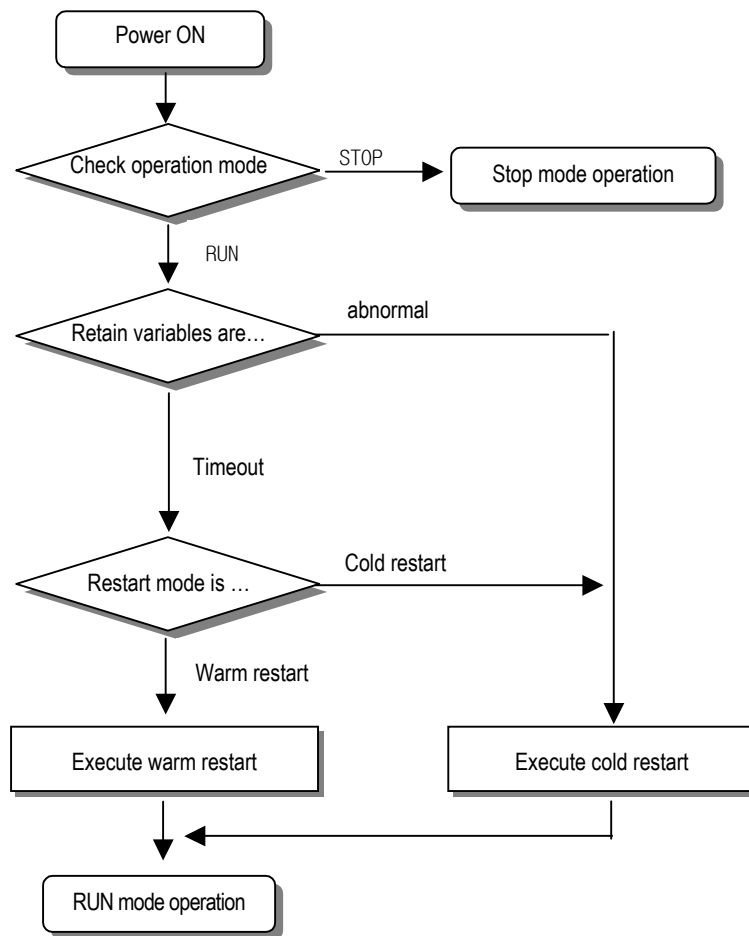 Power ON
Check operation mode
STOP
Stop mode operation
RUN
Retain variables are…
abnormal
Timeout
Restart mode is …
Cold restart
Warm restart
Execute warm restart
Execute cold restart
RUN mode operation